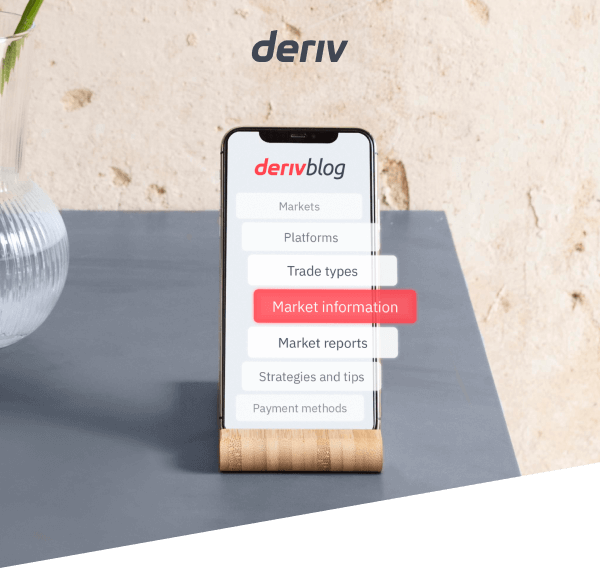 deriv
derivblog
Markets
Platforms
Trade types
Market information
Market reports
Strategies and tips
Payment methods